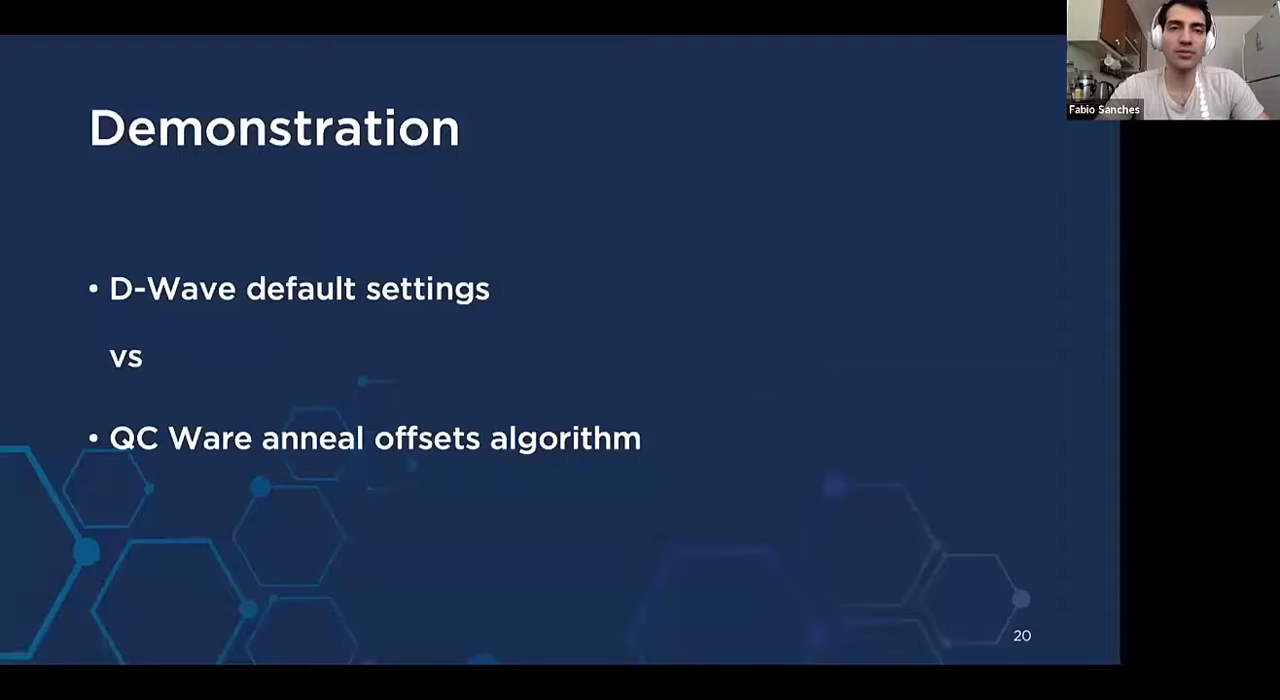 Fabio Sanches
Demonstration
• D-Wave default settings
vs
• QC Ware anneal offsets algorithm
20